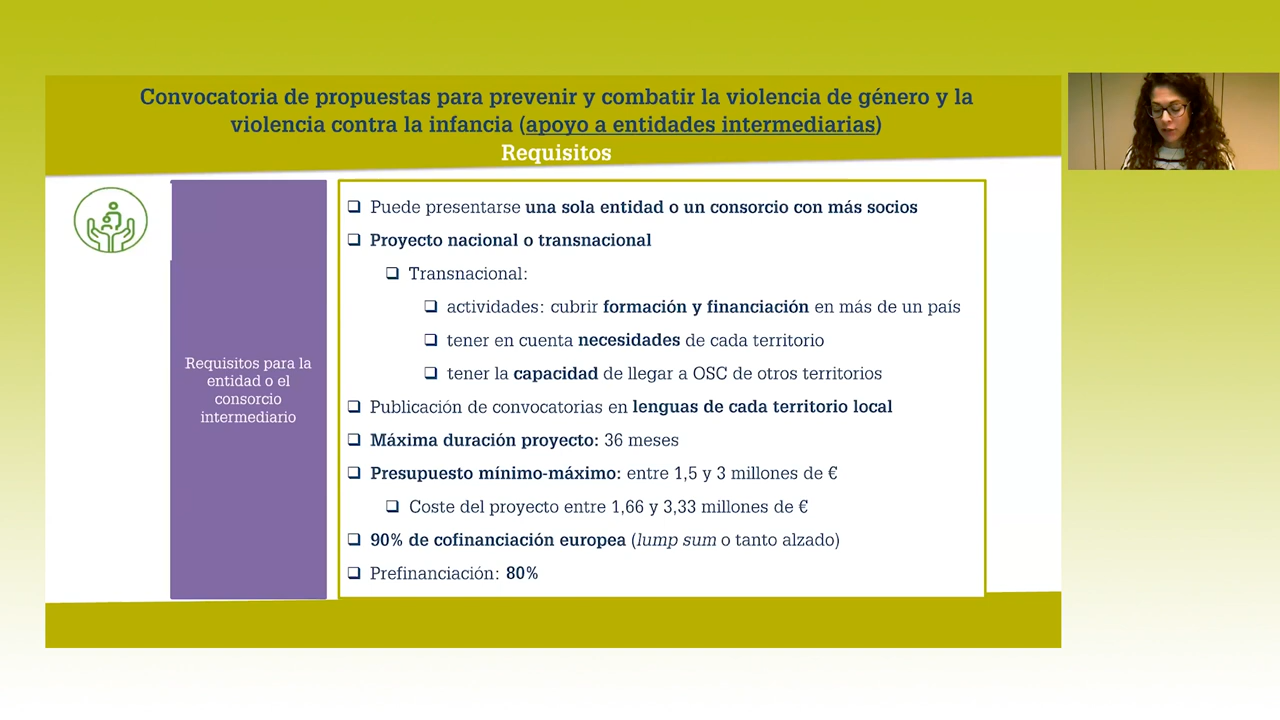 Convocatoria de propuestas para prevenir y combatir la violencia de género y la
violencia contra la infancia (apoyo a entidades intermediarias)
Requisitos
Requisitos para la
entidad o el
consorcio
intermediario
❑ Puede presentarse una sola entidad o un consorcio con más socios
❑ Proyecto nacional o transnacional
❑ Transnacional:
❑ actividades: cubrir formación y financiación en más de un país
❑ tener en cuenta necesidades de cada territorio
❑ tener la capacidad de llegar a OSC de otros territorios
❑ Publicación de convocatorias en lenguas de cada territorio local
❑ Máxima duración proyecto: 36 meses
❑ Presupuesto mínimo-máximo: entre 1,5 y 3 millones de €
❑ Coste del proyecto entre 1,66 y 3,33 millones de €
❑ 90% de cofinanciación europea (lump sum o tanto alzado)
❑ Prefinanciación: 80%